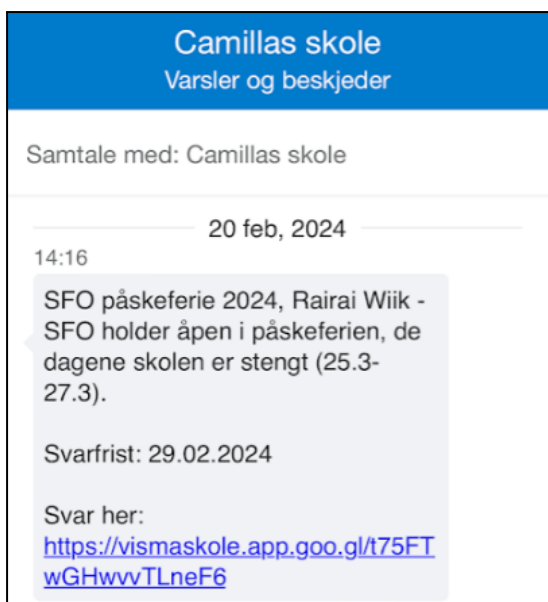 Camillas skole
Varsler og beskjeder
Samtale med: Camillas skole
20 feb, 2024
14:16
SFO påskeferie 2024, Rairai Wiik -
SFO holder åpen i påskeferien, de
dagene skolen er stengt (25.3-
27.3).
Svarfrist: 29.02.2024
Svar her:
https://vismaskole.app.goo.gl/t75FT
wGHwvvTLneF6